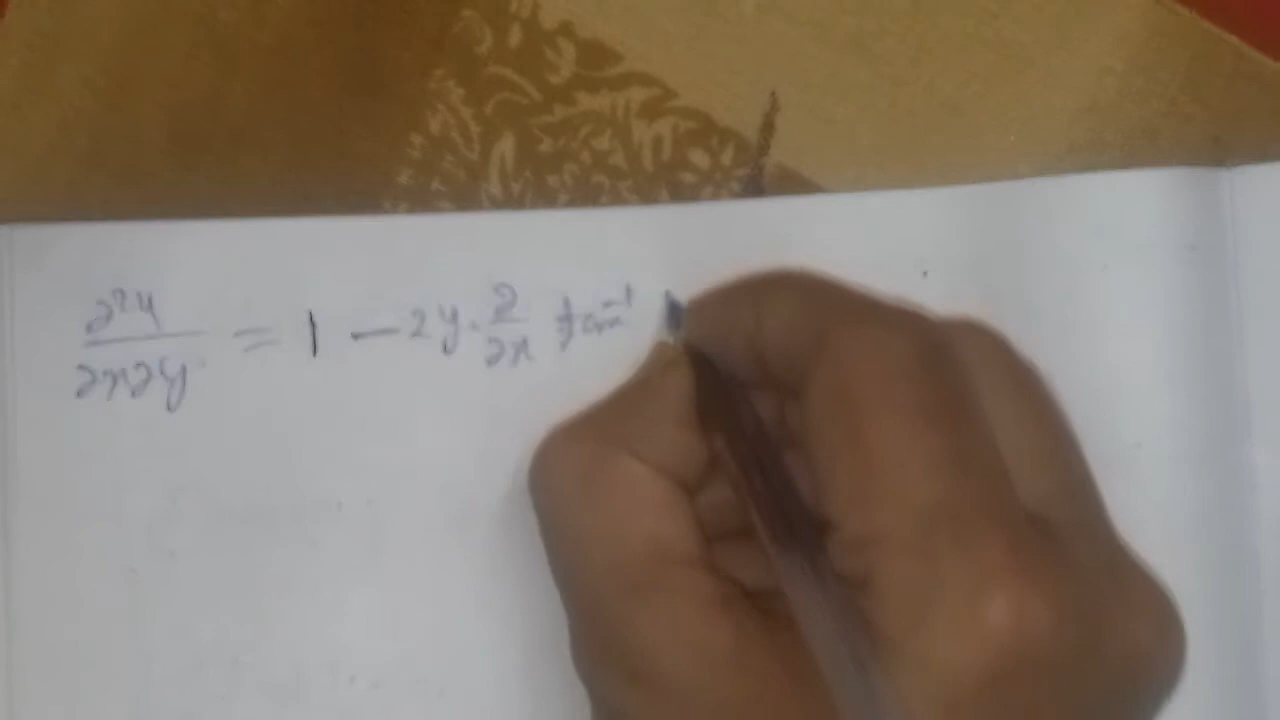 ∂²u/∂x∂y = 1 − 2y · ∂/∂x tan⁻¹